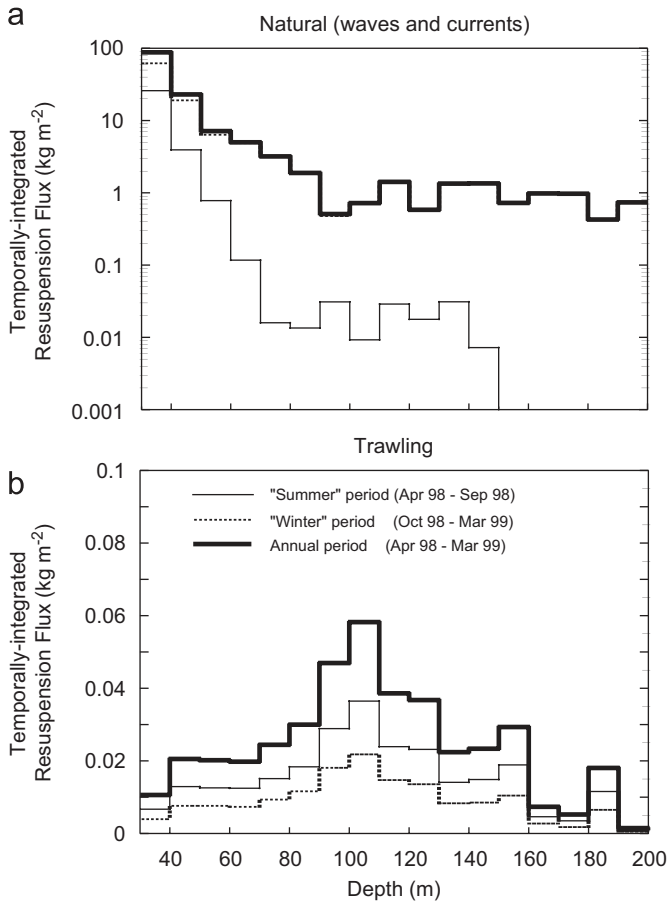 a
Natural (waves and currents)
Temporally-integrated
Resuspension Flux (kg m-2)
100
10
1
0.1
0.01
0.001
Trawling
b
Temporally-integrated
Resuspension Flux (kg m-2)
0.1
0.08
0.06
0.04
0.02
0
"Summer" period (Apr 98 - Sep 98)
"Winter" period (Oct 98 - Mar 99)
Annual period (Apr 98 - Mar 99)
40 60 80 100 120 140 160 180 200
Depth (m)